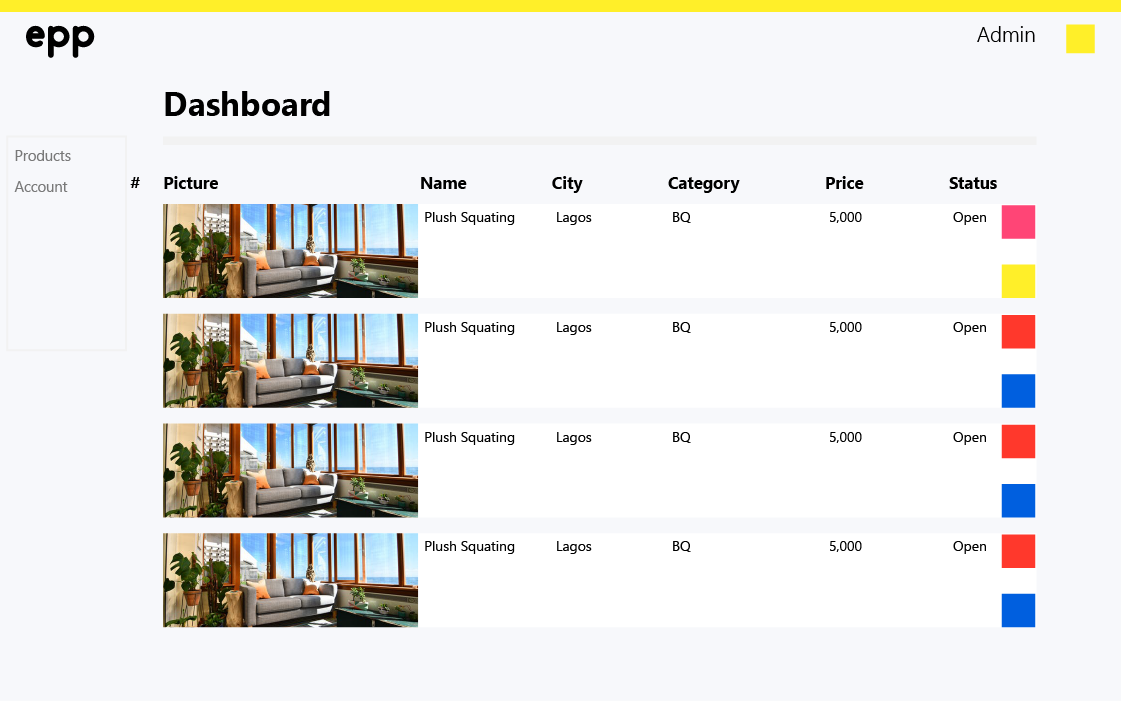 epp
Admin
Dashboard
Products
Account
# Picture Name City Category Price Status
Plush Squating Lagos BQ 5,000 Open
Plush Squating Lagos BQ 5,000 Open
Plush Squating Lagos BQ 5,000 Open
Plush Squating Lagos BQ 5,000 Open